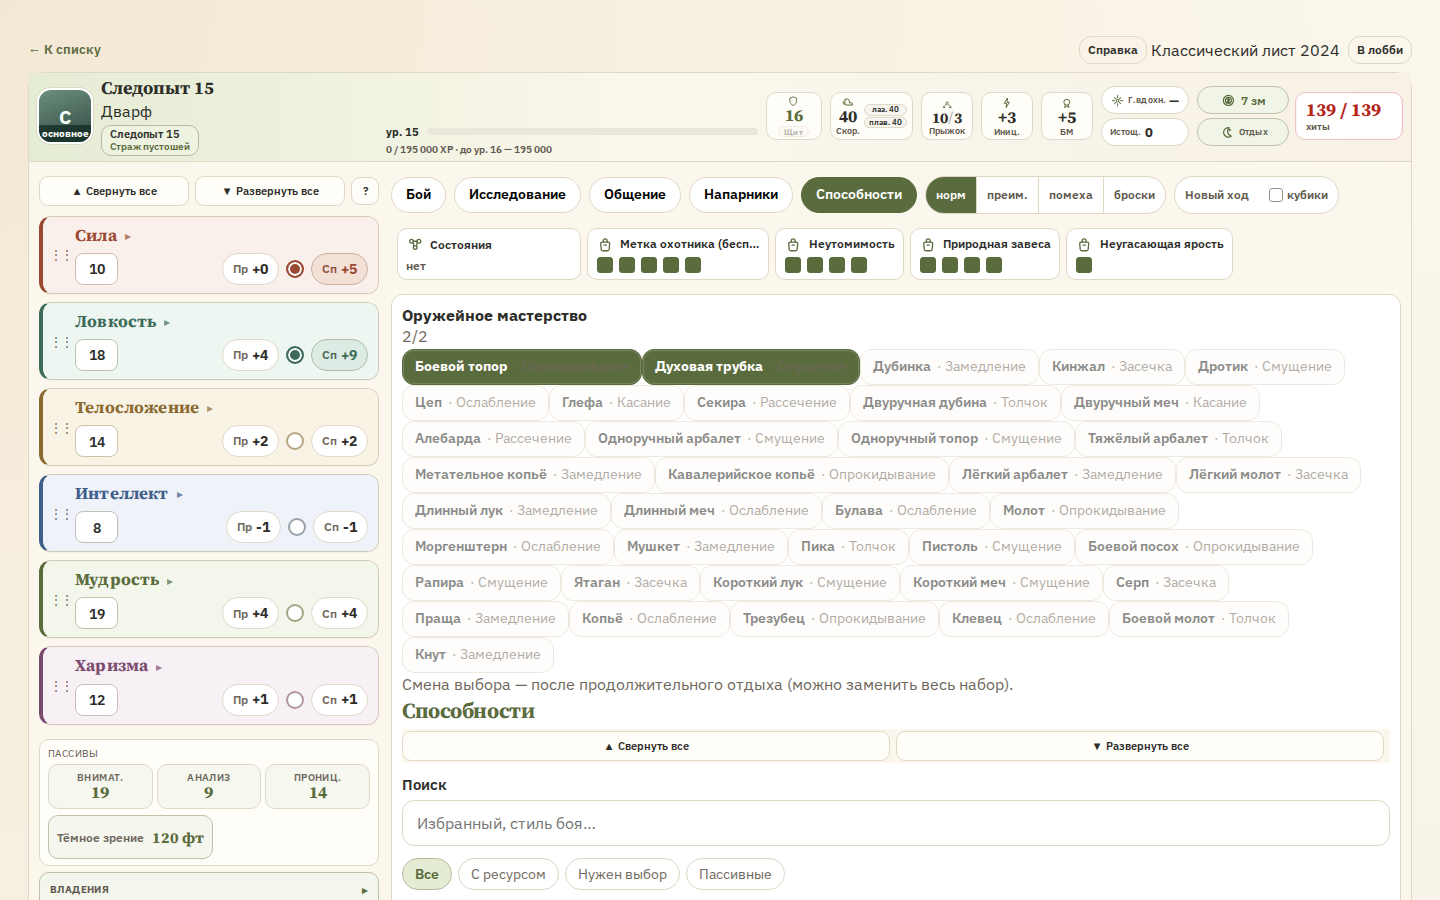 ← К списку
Справка Классический лист 2024 В лобби
С
основное
Следопыт 15
Дварф
Следопыт 15
Страж пустошей
ур. 15
0 / 195 000 XP · до ур. 16 — 195 000
16
Щит
40
Скор.
лаз. 40
плав. 40
10/3
Прыжок
+3
Иниц.
+5
БМ
Г.вдохн. —
Истощ. 0
7 зм
Отдых
139 / 139
хиты
▲ Свернуть все ▼ Развернуть все ?
Сила ▸
10 Пр +0 Сп +5
Ловкость ▸
18 Пр +4 Сп +9
Телосложение ▸
14 Пр +2 Сп +2
Интеллект ▸
8 Пр -1 Сп -1
Мудрость ▸
19 Пр +4 Сп +4
Харизма ▸
12 Пр +1 Сп +1
ПАССИВЫ
ВНИМАТ. АНАЛИЗ ПРОНИЦ.
19 9 14
Тёмное зрение 120 фт
ВЛАДЕНИЯ ▸
Бой Исследование Общение Напарники Способности норм преим. помеха броски Новый ход кубики
Состояния
нет
Метка охотника (бесп...
Неутомимость
Природная завеса
Неугасающая ярость
Оружейное мастерство
2/2
Боевой топор · Опрокидывание Духовая трубка · Смущение Дубинка · Замедление Кинжал · Засечка Дротик · Смущение
Цеп · Ослабление Глефа · Касание Секира · Рассечение Двуручная дубина · Толчок Двуручный меч · Касание
Алебарда · Рассечение Одноручный арбалет · Смущение Одноручный топор · Смущение Тяжёлый арбалет · Толчок
Метательное копьё · Замедление Кавалерийское копьё · Опрокидывание Лёгкий арбалет · Замедление Лёгкий молот · Засечка
Длинный лук · Замедление Длинный меч · Ослабление Булава · Ослабление Молот · Опрокидывание
Моргенштерн · Ослабление Мушкет · Замедление Пика · Толчок Пистоль · Смущение Боевой посох · Опрокидывание
Рапира · Смущение Ятаган · Засечка Короткий лук · Смущение Короткий меч · Смущение Серп · Засечка
Праща · Замедление Копьё · Ослабление Трезубец · Опрокидывание Клевец · Ослабление Боевой молот · Толчок
Кнут · Замедление
Смена выбора — после продолжительного отдыха (можно заменить весь набор).
Способности
▲ Свернуть все ▼ Развернуть все
Поиск
Избранный, стиль боя...
Все С ресурсом Нужен выбор Пассивные